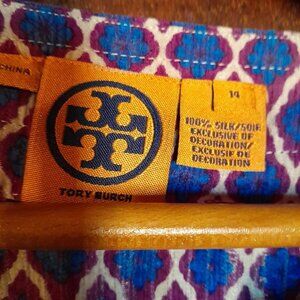 CHINA
TORY BURCH
14
100% SILK/SOIE
EXCLUSIVE OF
DECORATION/
EXCLUSIF DE
DECORATION